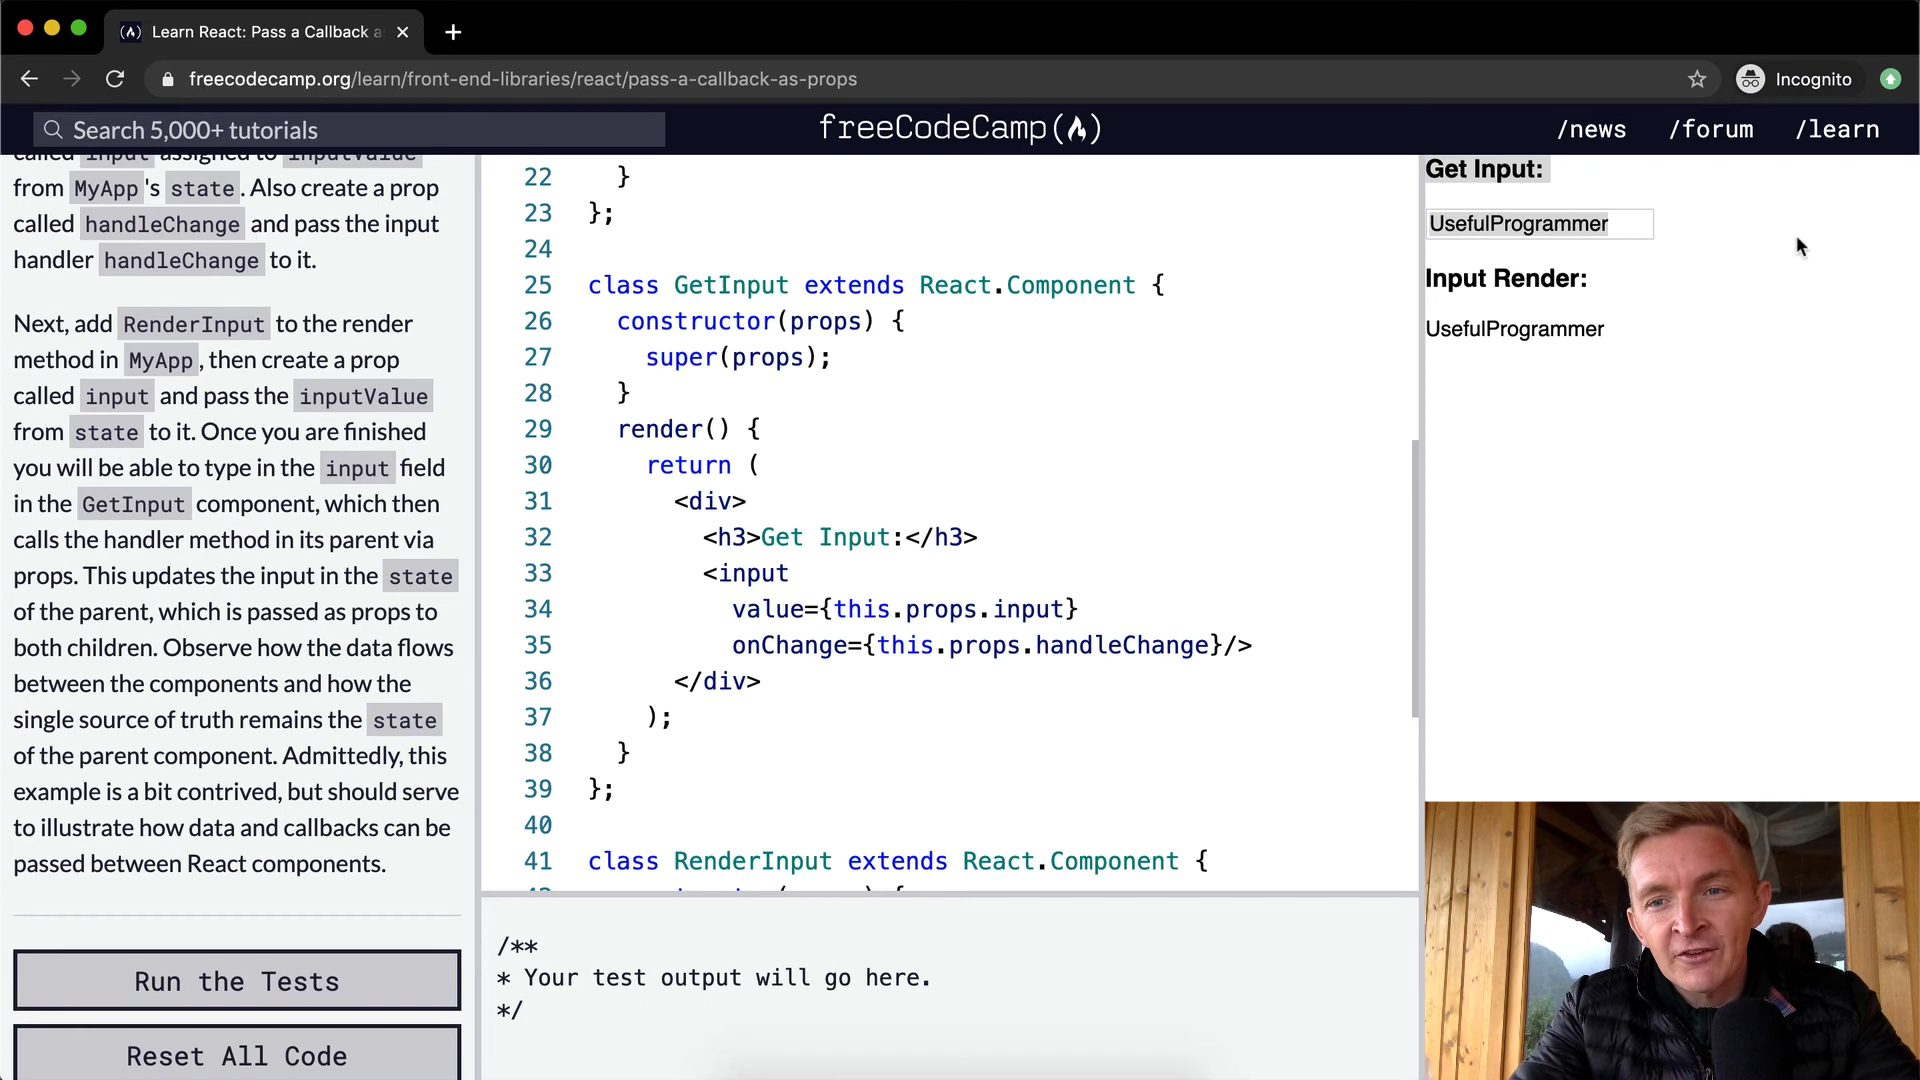 Learn React: Pass a Callback a
freecodecamp.org/learn/front-end-libraries/react/pass-a-callback-as-props
Incognito
Search 5,000+ tutorials
freeCodeCamp
/news
/forum
/learn
called input assigned to inputValue
from MyApp's state. Also create a prop
called handleChange and pass the input
handler handleChange to it.
Next, add RenderInput to the render
method in MyApp, then create a prop
called input and pass the inputValue
from state to it. Once you are finished
you will be able to type in the input field
in the GetInput component, which then
calls the handler method in its parent via
props. This updates the input in the state
of the parent, which is passed as props to
both children. Observe how the data flows
between the components and how the
single source of truth remains the state
of the parent component. Admittedly, this
example is a bit contrived, but should serve
to illustrate how data and callbacks can be
passed between React components.
Run the Tests
Reset All Code
22 }
23 };
24
25 class GetInput extends React.Component {
26 constructor(props) {
27 super(props);
28 }
29 render() {
30 return (
31 <div>
32 <h3>Get Input:</h3>
33 <input
34 value={this.props.input}
35 onChange={this.props.handleChange}/>
36 </div>
37 );
38 }
39 };
40
41 class RenderInput extends React.Component {
/**
* Your test output will go here.
*/
Get Input:
UsefulProgrammer
Input Render:
UsefulProgrammer